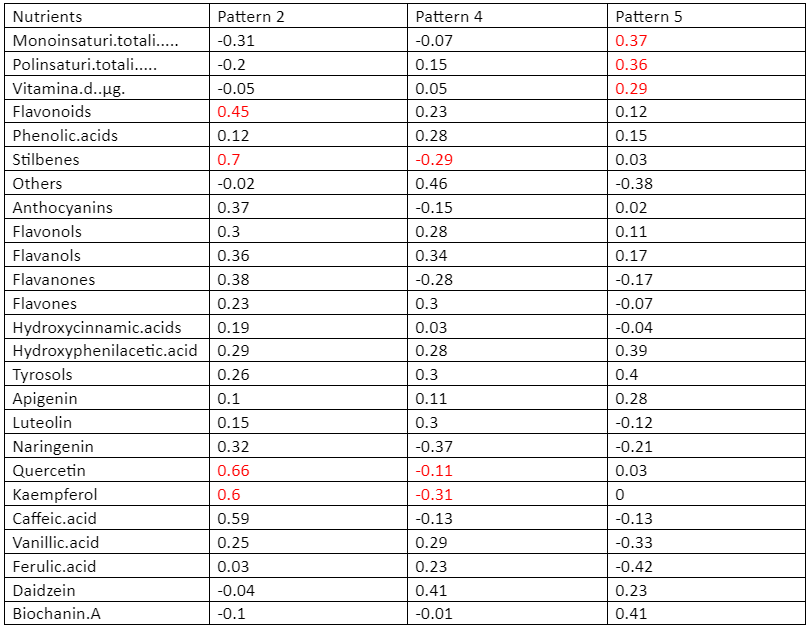 Nutrients Pattern 2 Pattern 4 Pattern 5
Monoinsaturi.totali..... -0.31 -0.07 0.37
Polinsaturi.totali..... -0.2 0.15 0.36
Vitamina.d..µg. -0.05 0.05 0.29
Flavonoids 0.45 0.23 0.12
Phenolic.acids 0.12 0.28 0.15
Stilbenes 0.7 -0.29 0.03
Others -0.02 0.46 -0.38
Anthocyanins 0.37 -0.15 0.02
Flavonols 0.3 0.28 0.11
Flavanols 0.36 0.34 0.17
Flavanones 0.38 -0.28 -0.17
Flavones 0.23 0.3 -0.07
Hydroxycinnamic.acids 0.19 0.03 -0.04
Hydroxyphenilacetic.acid 0.29 0.28 0.39
Tyrosols 0.26 0.3 0.4
Apigenin 0.1 0.11 0.28
Luteolin 0.15 0.3 -0.12
Naringenin 0.32 -0.37 -0.21
Quercetin 0.66 -0.11 0.03
Kaempferol 0.6 -0.31 0
Caffeic.acid 0.59 -0.13 -0.13
Vanillic.acid 0.25 0.29 -0.33
Ferulic.acid 0.03 0.23 -0.42
Daidzein -0.04 0.41 0.23
Biochanin.A -0.1 -0.01 0.41